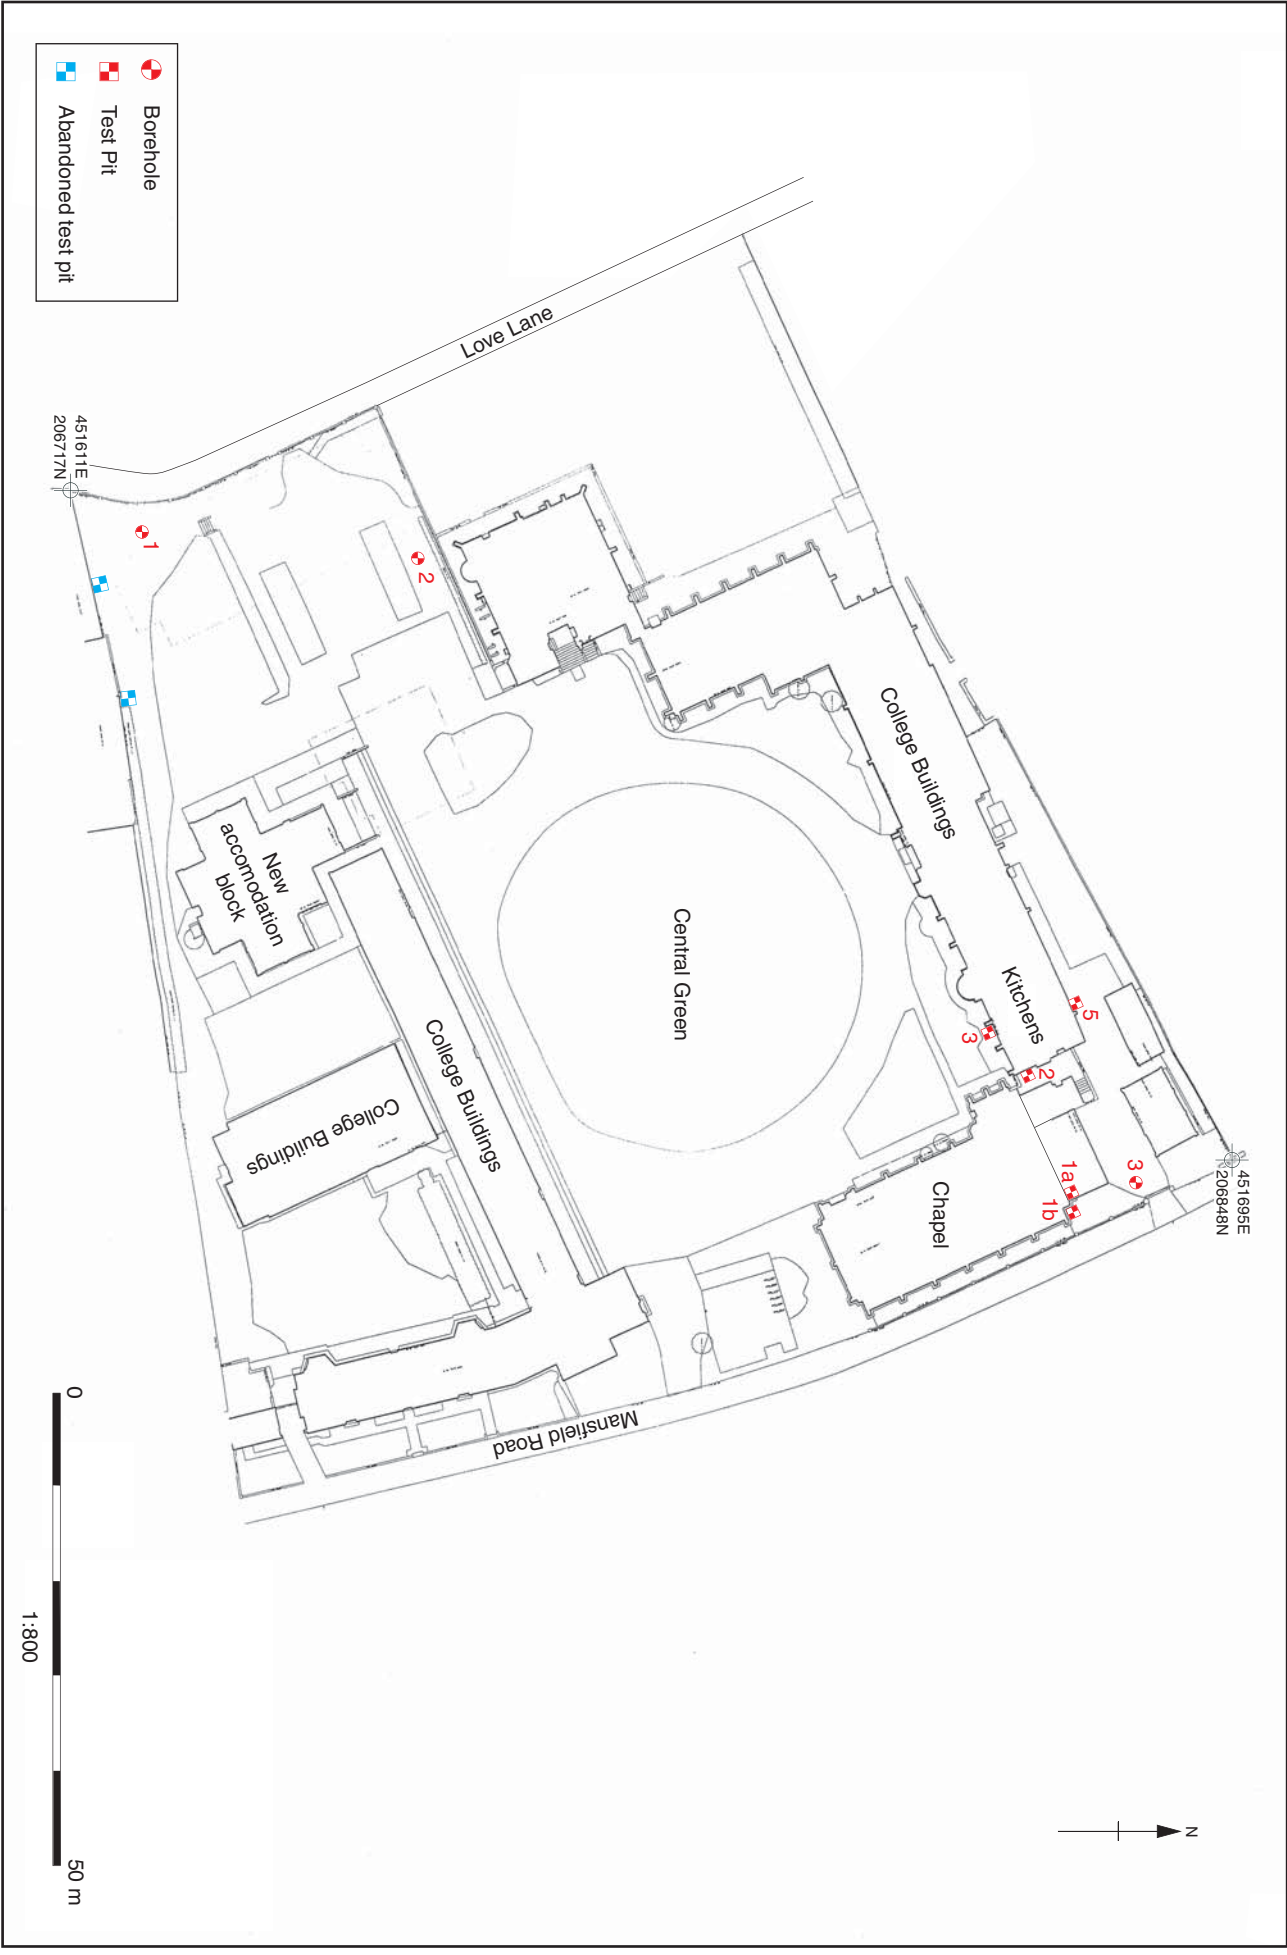 Borehole
Test Pit
Abandoned test pit
Love Lane
451611E
206717N
1
2
College Buildings
Kitchens
5
3
2
3
1a
1b
451695E
206848N
Central Green
Chapel
New
accomodation
block
College Buildings
College Buildings
Mansfield Road
0
50 m
1:800
N